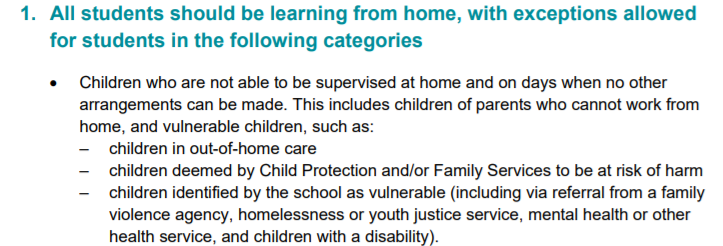 1. All students should be learning from home, with exceptions allowed
for students in the following categories
• Children who are not able to be supervised at home and on days when no other
arrangements can be made. This includes children of parents who cannot work from
home, and vulnerable children, such as:
– children in out-of-home care
– children deemed by Child Protection and/or Family Services to be at risk of harm
– children identified by the school as vulnerable (including via referral from a family
violence agency, homelessness or youth justice service, mental health or other
health service, and children with a disability).